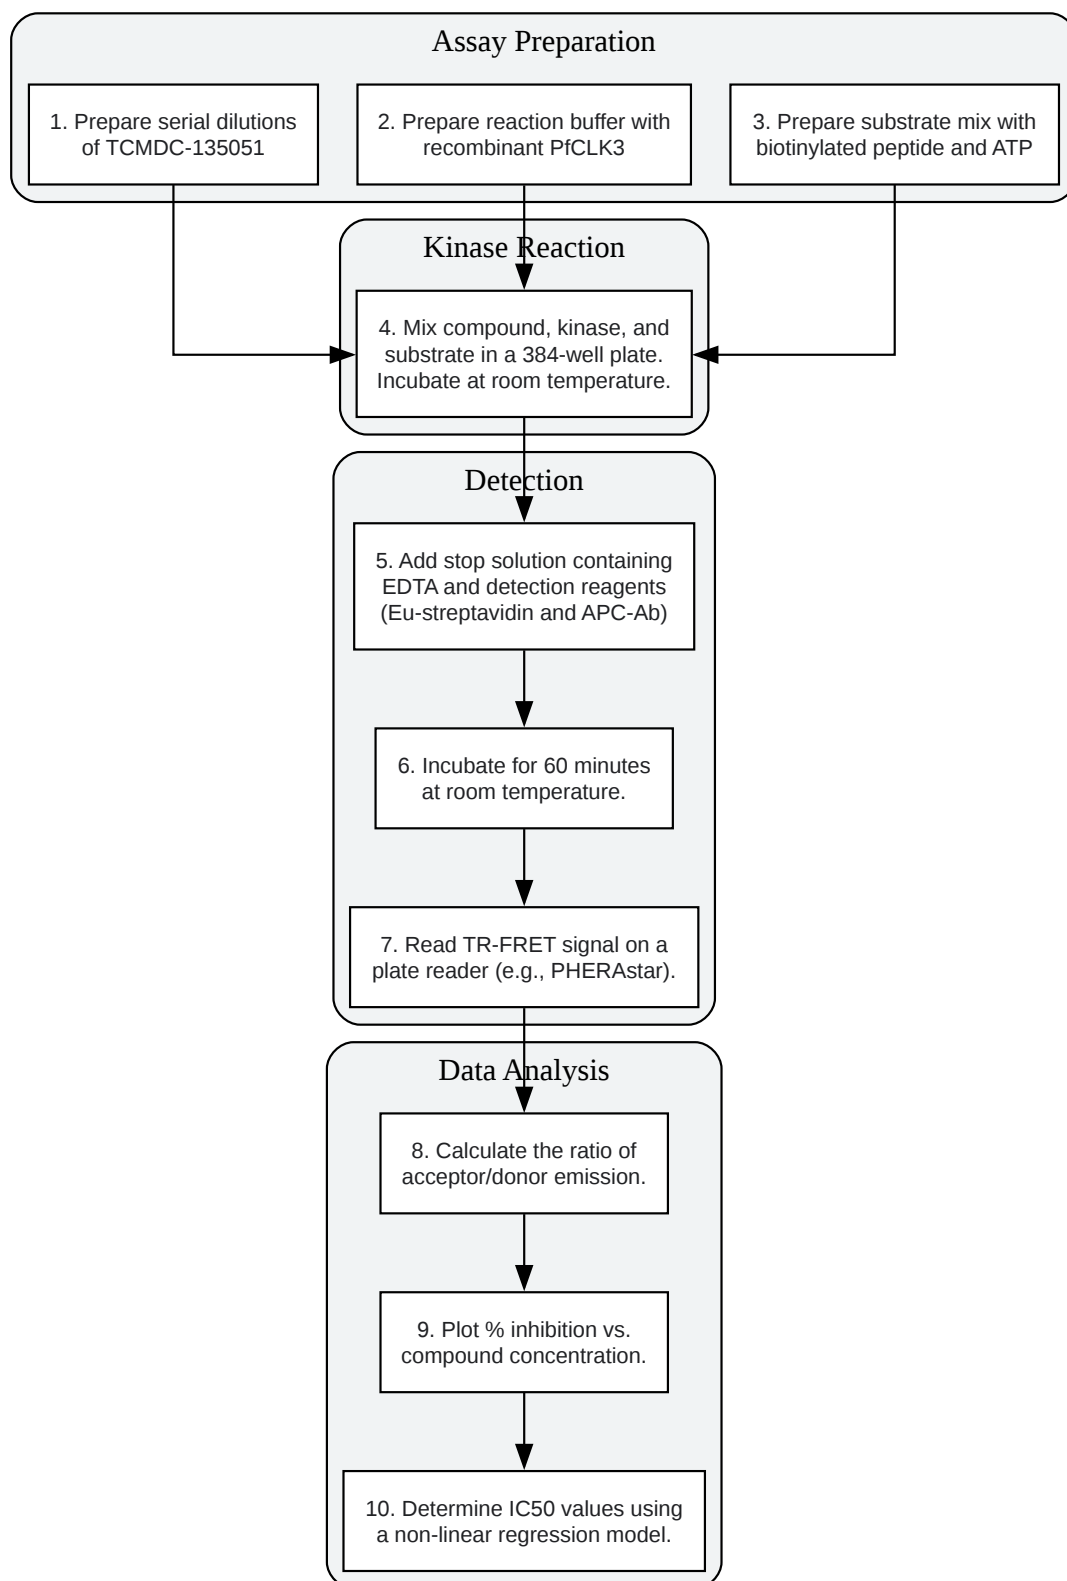 Assay Preparation
1. Prepare serial dilutions
of TCMDC-135051
2. Prepare reaction buffer with
recombinant PfCLK3
3. Prepare substrate mix with
biotinylated peptide and ATP
Kinase Reaction
4. Mix compound, kinase, and
substrate in a 384-well plate.
Incubate at room temperature.
Detection
5. Add stop solution containing
EDTA and detection reagents
(Eu-streptavidin and APC-Ab)
6. Incubate for 60 minutes
at room temperature.
7. Read TR-FRET signal on a
plate reader (e.g., PHERAstar).
Data Analysis
8. Calculate the ratio of
acceptor/donor emission.
9. Plot % inhibition vs.
compound concentration.
10. Determine IC50 values using
a non-linear regression model.